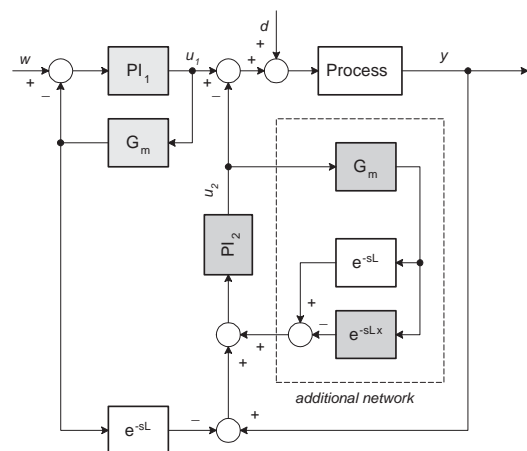 d
w
PI1
u1
Process
y
+
+
+
+
+
−
−
Gm
Gm
u2
PI2
e-sL
+
−
e-sLx
+
+
+
additional network
e-sL
−
+